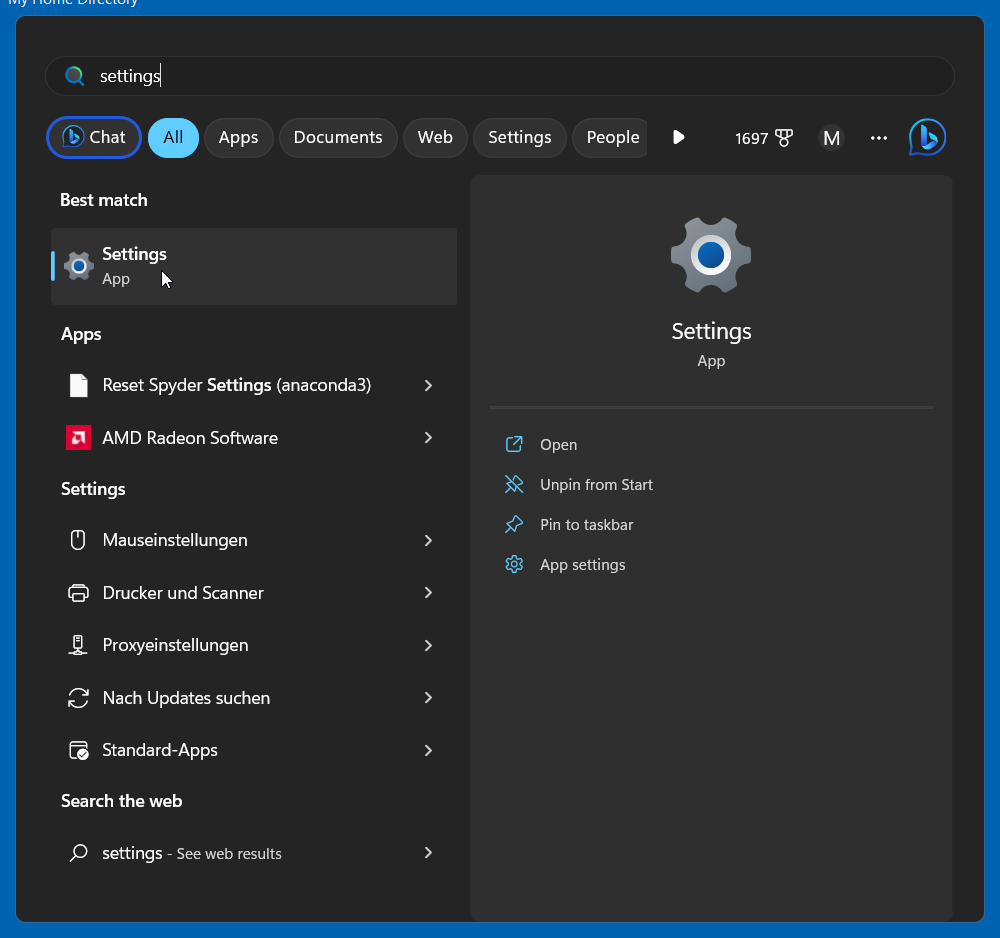 My Home Directory
settings
Chat All Apps Documents Web Settings People 1697 M
Best match
Settings
App
Apps
Reset Spyder Settings (anaconda3)
AMD Radeon Software
Settings
Mauseinstellungen
Drucker und Scanner
Proxyeinstellungen
Nach Updates suchen
Standard-Apps
Search the web
settings - See web results
Settings
App
Open
Unpin from Start
Pin to taskbar
App settings